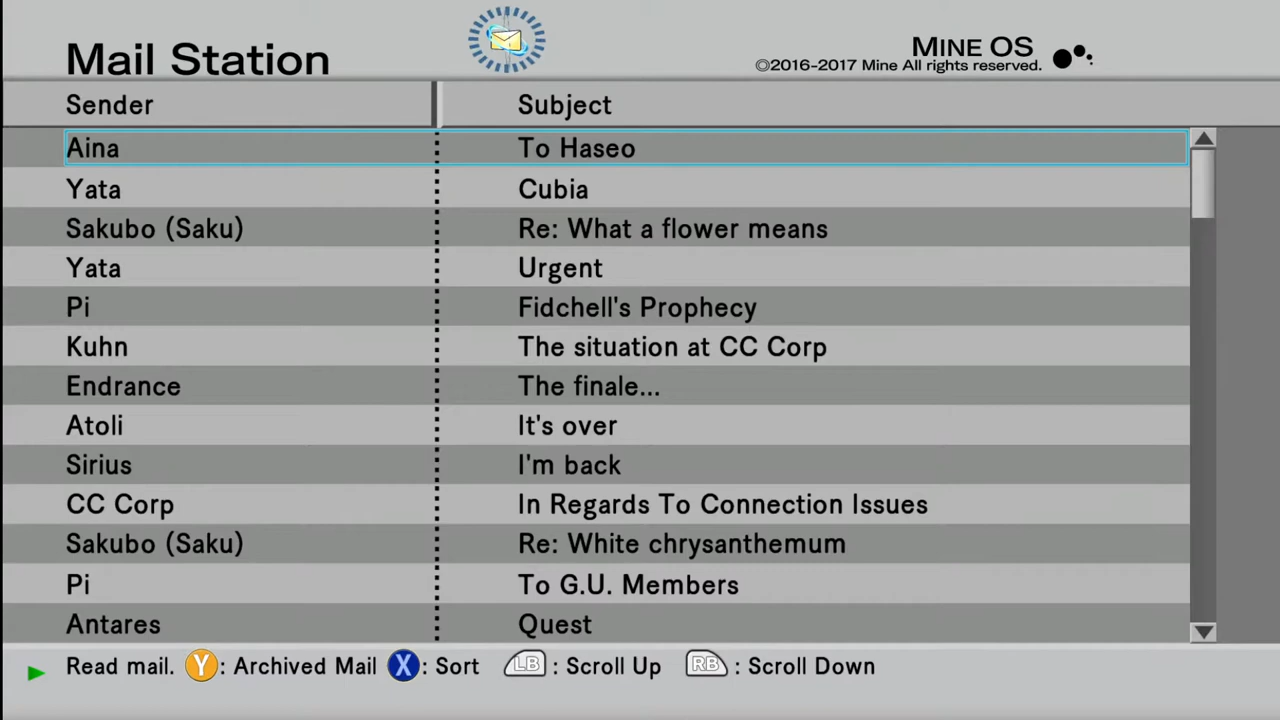 Mail Station
MINE OS
©2016-2017 Mine All rights reserved.
Sender Subject
Aina To Haseo
Yata Cubia
Sakubo (Saku) Re: What a flower means
Yata Urgent
Pi Fidchell's Prophecy
Kuhn The situation at CC Corp
Endrance The finale...
Atoli It's over
Sirius I'm back
CC Corp In Regards To Connection Issues
Sakubo (Saku) Re: White chrysanthemum
Pi To G.U. Members
Antares Quest
Read mail. Y: Archived Mail X: Sort LB : Scroll Up RB : Scroll Down